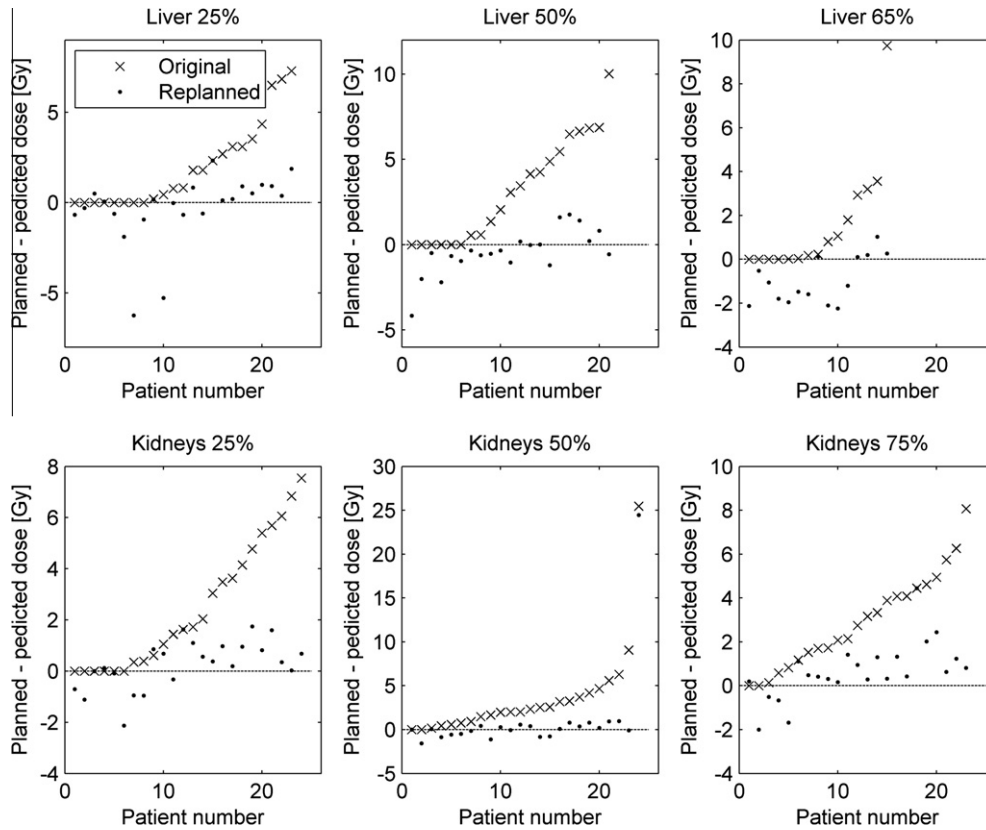 Liver 25%
Planned - pedicted dose [Gy]
5
0
-5
× Original
• Replanned
0 10 20
Patient number
Liver 50%
Planned - pedicted dose [Gy]
10
5
0
-5
0 10 20
Patient number
Liver 65%
Planned - pedicted dose [Gy]
10
8
6
4
2
0
-2
-4
0 10 20
Patient number
Kidneys 25%
Planned - pedicted dose [Gy]
8
6
4
2
0
-2
-4
0 10 20
Patient number
Kidneys 50%
Planned - pedicted dose [Gy]
30
25
20
15
10
5
0
-5
0 10 20
Patient number
Kidneys 75%
Planned - pedicted dose [Gy]
10
8
6
4
2
0
-2
-4
0 10 20
Patient number